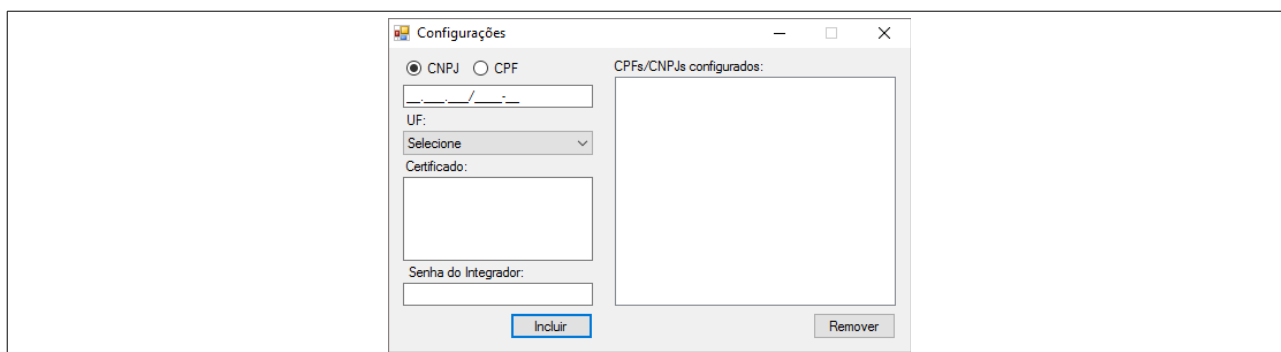 Configurações
CNPJ CPF
__.___.___/____-__
UF:
Selecione
Certificado:
Senha do Integrador:
Incluir
CPFs/CNPJs configurados:
Remover